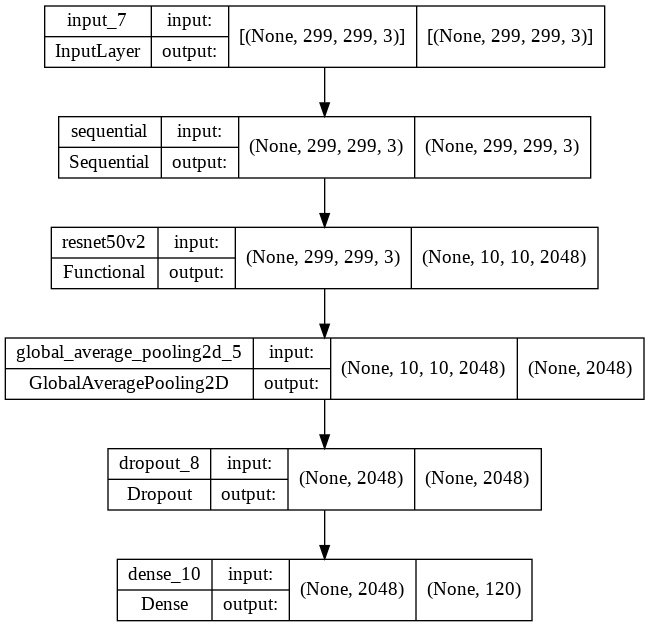 input_7 input: [(None, 299, 299, 3)] [(None, 299, 299, 3)]
InputLayer output:
sequential input: (None, 299, 299, 3) (None, 299, 299, 3)
Sequential output:
resnet50v2 input: (None, 299, 299, 3) (None, 10, 10, 2048)
Functional output:
global_average_pooling2d_5 input: (None, 10, 10, 2048) (None, 2048)
GlobalAveragePooling2D output:
dropout_8 input: (None, 2048) (None, 2048)
Dropout output:
dense_10 input: (None, 2048) (None, 120)
Dense output: